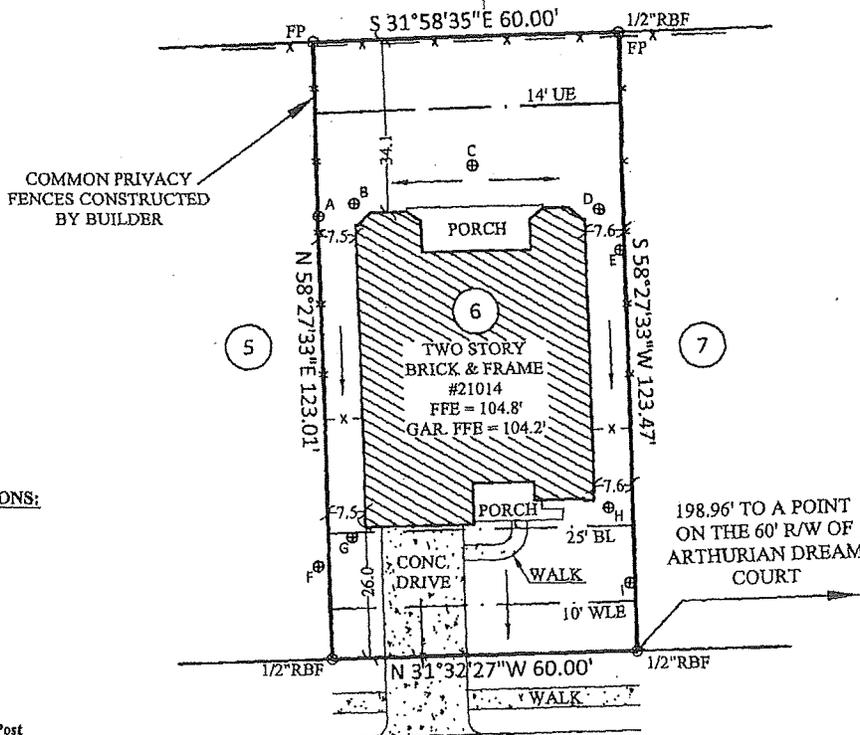 S 31°58'35"E 60.00'
FP
1/2"RBF
FP
14' UE
34.1
COMMON PRIVACY
FENCES CONSTRUCTED
BY BUILDER
C
A
B
D
PORCH
7.5
7.6
E
N 58°27'33"E 123.01'
S 58°27'33"W 123.47'
5
6
7
TWO STORY
BRICK & FRAME
#21014
FFE = 104.8'
GAR. FFE = 104.2'
X
X
ONS:
7.5
7.6
PORCH
H
G
25' BL
F
26.0
CONC.
DRIVE
WALK
I
10' WLE
198.96' TO A POINT
ON THE 60' R/W OF
ARTHURIAN DREAM
COURT
1/2"RBF
N 31°32'27"W 60.00'
1/2"RBF
WALK
Post